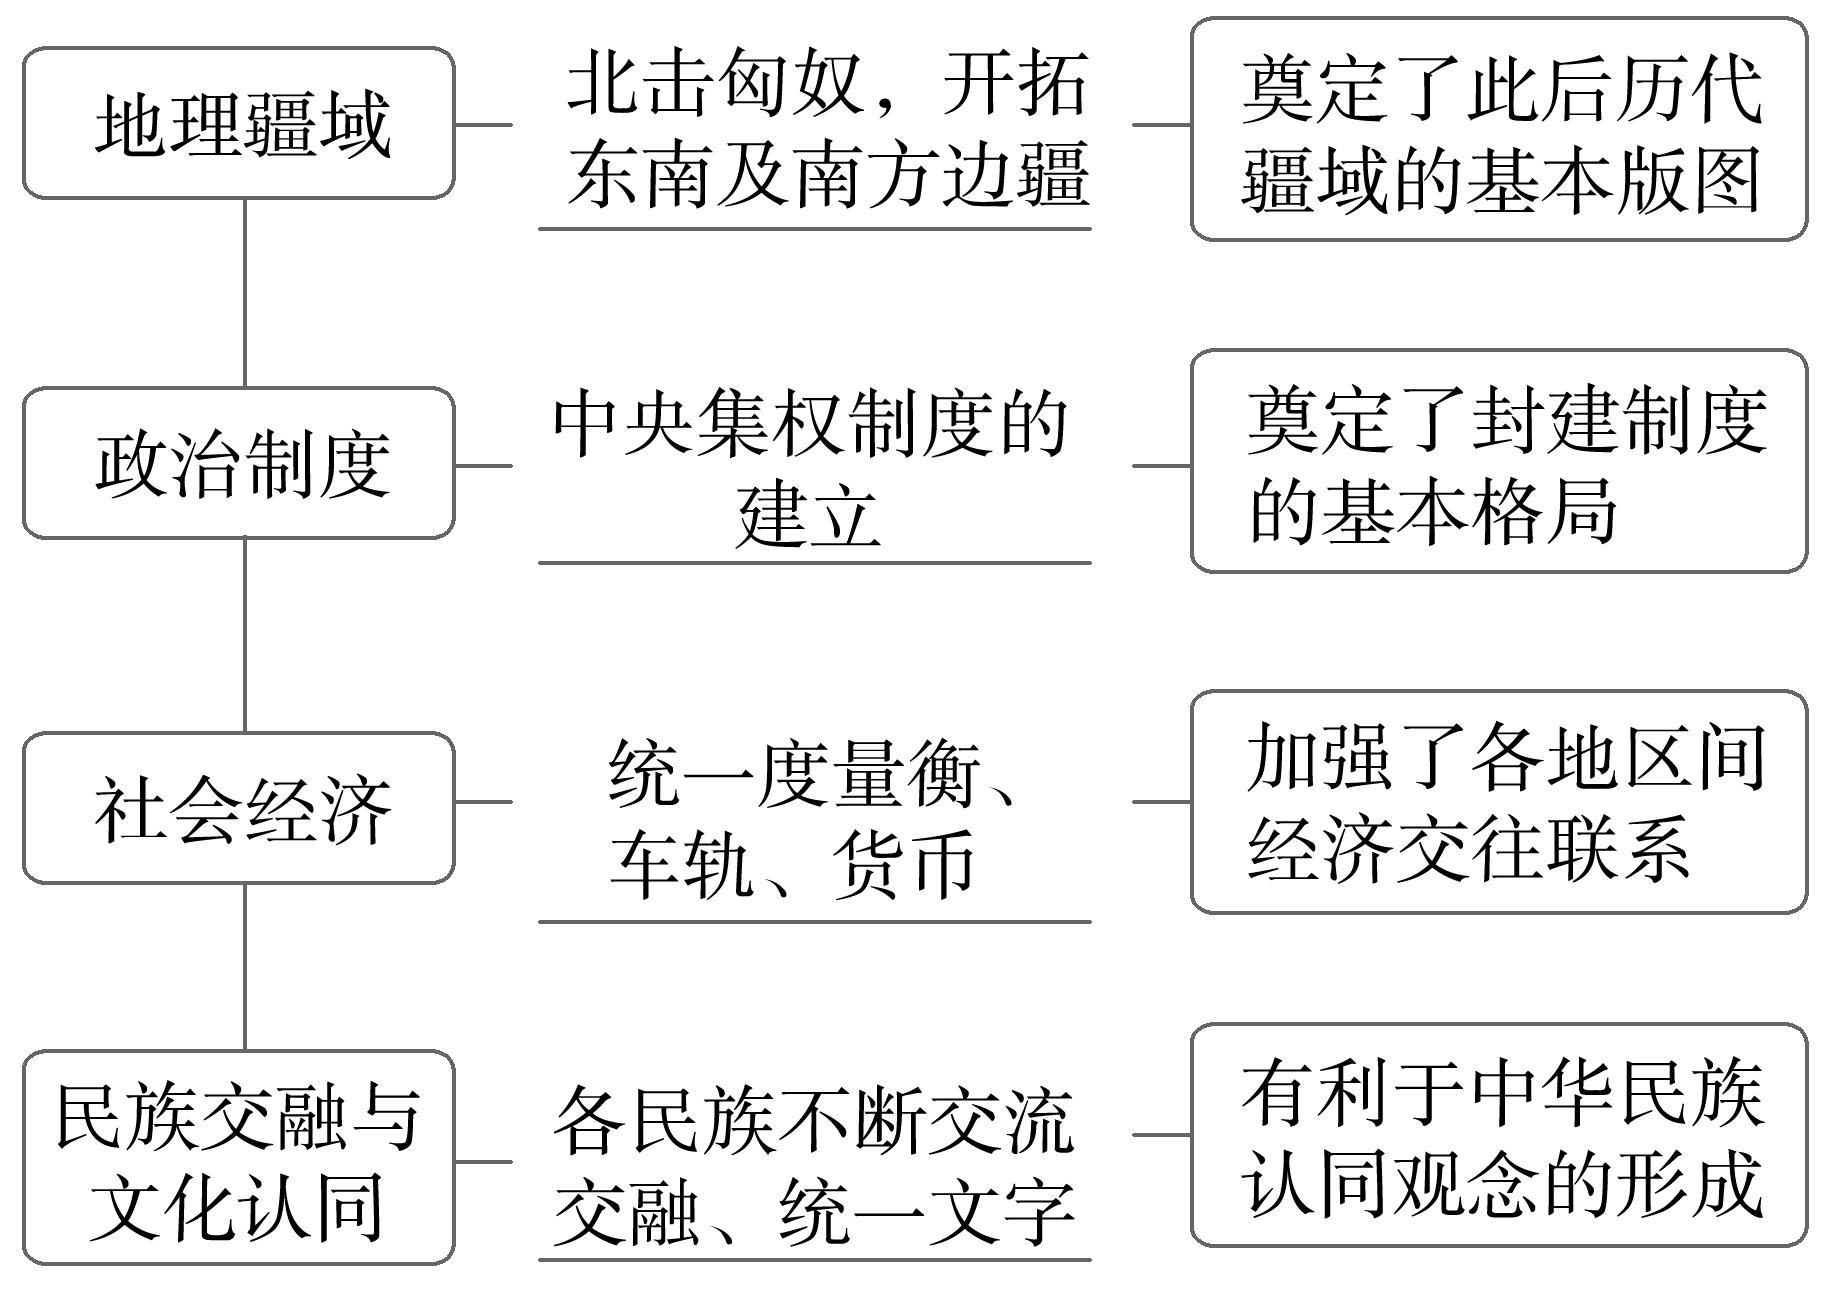 地理疆域
北击匈奴，开拓
东南及南方边疆
奠定了此后历代
疆域的基本版图
政治制度
中央集权制度的
建立
奠定了封建制度
的基本格局
社会经济
统一度量衡、
车轨、货币
加强了各地区间
经济交往联系
民族交融与
文化认同
各民族不断交流
交融、统一文字
有利于中华民族
认同观念的形成